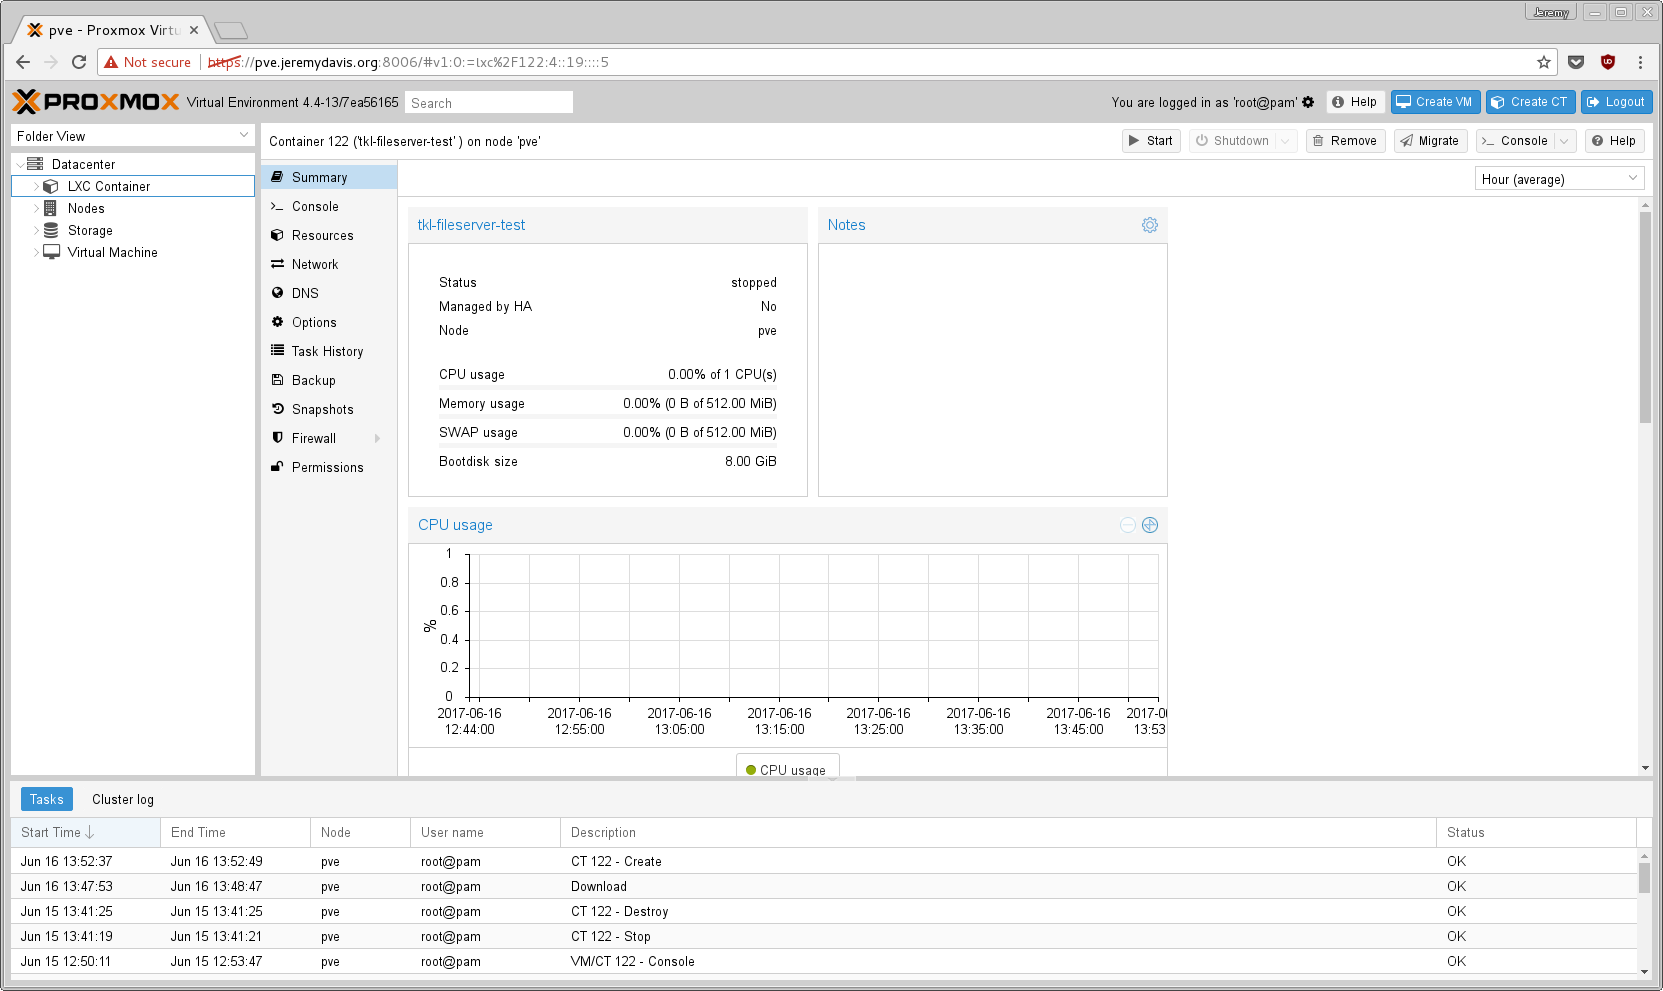 Jeremy
pve - Proxmox Virtu
Not secure https://pve.jeremydavis.org:8006/#v1:0:=lxc%2F122:4::19::::5
PROXMOX Virtual Environment 4.4-13/7ea56165 Search You are logged in as 'root@pam' Help Create VM Create CT Logout
Folder View
Container 122 ('tkl-fileserver-test' ) on node 'pve' Start Shutdown Remove Migrate Console Help
Datacenter
LXC Container
Nodes
Storage
Virtual Machine
Summary
Console
Resources
Network
DNS
Options
Task History
Backup
Snapshots
Firewall
Permissions
Hour (average)
tkl-fileserver-test
Status stopped
Managed by HA No
Node pve
CPU usage 0.00% of 1 CPU(s)
Memory usage 0.00% (0 B of 512.00 MiB)
SWAP usage 0.00% (0 B of 512.00 MiB)
Bootdisk size 8.00 GiB
Notes
CPU usage
1
0.8
0.6
0.4
0.2
0
%
2017-06-16 2017-06-16 2017-06-16 2017-06-16 2017-06-16 2017-06-16 2017-06-16 2017-0
12:44:00 12:55:00 13:05:00 13:15:00 13:25:00 13:35:00 13:45:00 13:53
CPU usage
Tasks Cluster log
Start Time End Time Node User name Description Status
Jun 16 13:52:37 Jun 16 13:52:49 pve root@pam CT 122 - Create OK
Jun 16 13:47:53 Jun 16 13:48:47 pve root@pam Download OK
Jun 15 13:41:25 Jun 15 13:41:25 pve root@pam CT 122 - Destroy OK
Jun 15 13:41:19 Jun 15 13:41:21 pve root@pam CT 122 - Stop OK
Jun 15 12:50:11 Jun 15 12:53:47 pve root@pam VM/CT 122 - Console OK